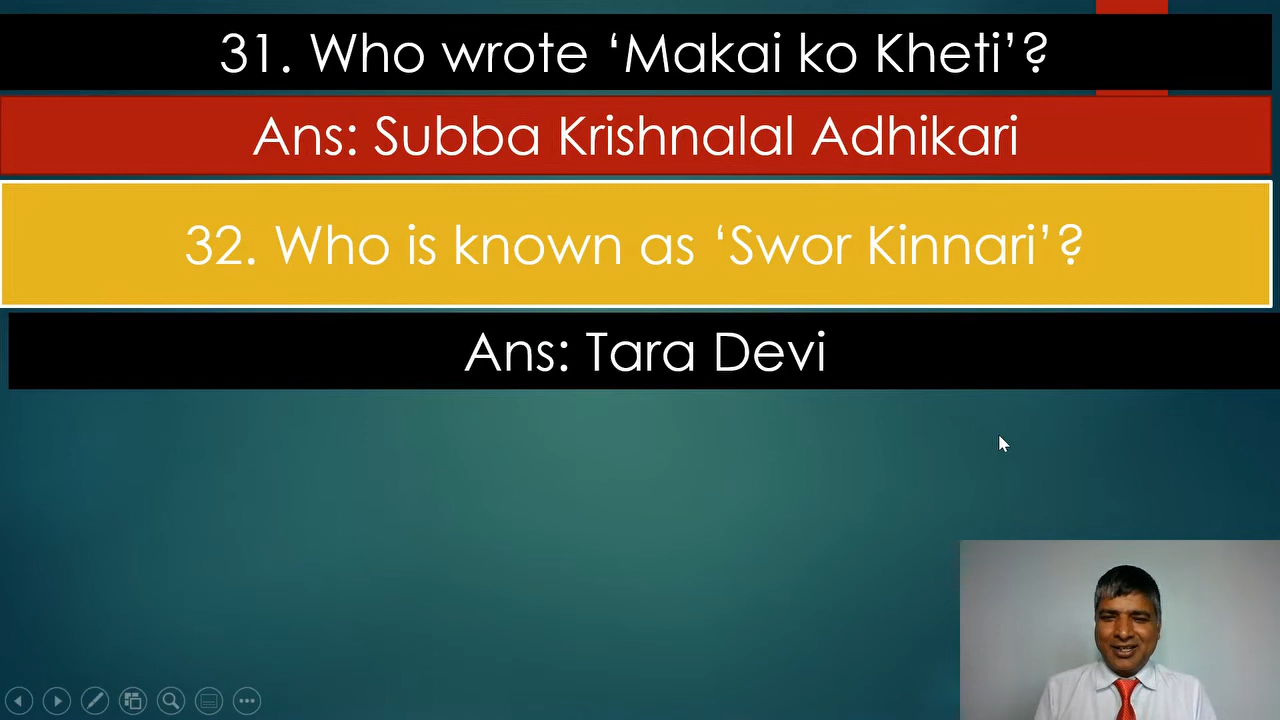 31. Who wrote ‘Makai ko Kheti’?
Ans: Subba Krishnalal Adhikari
32. Who is known as ‘Swor Kinnari’?
Ans: Tara Devi